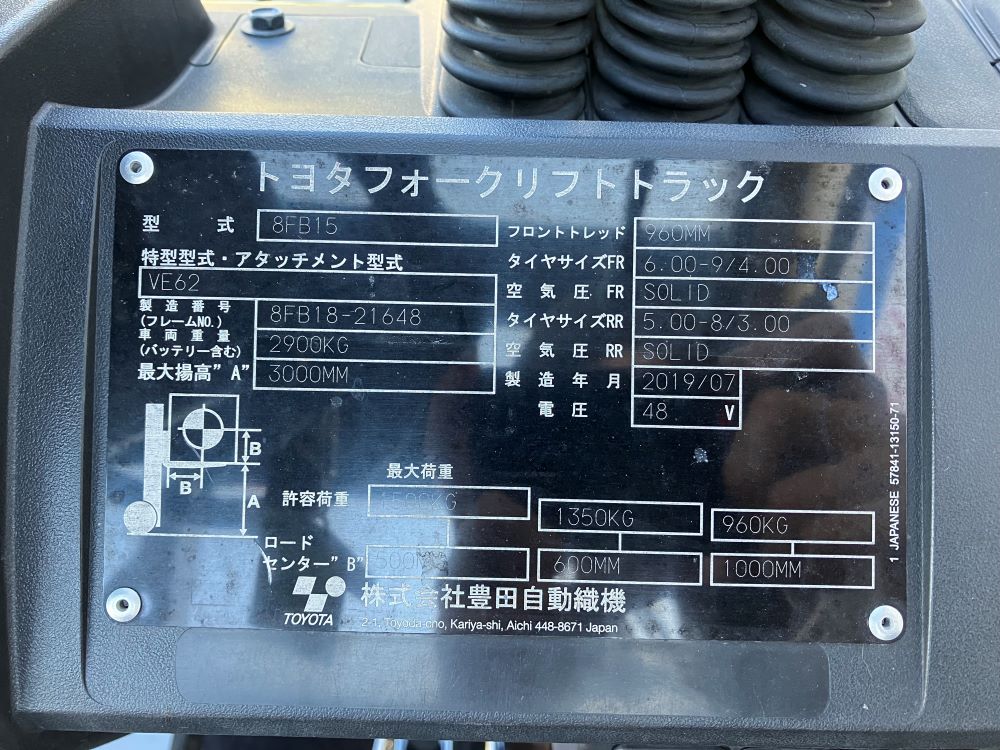 トヨタフォークリフトトラック
型式 8FB15
特型型式・アタッチメント型式
VE62
製造番号
(フレームNO.) 8FB18-21648
車両重量
(バッテリー含む) 2900KG
最大揚高"A" 3000MM
フロントトレッド 960MM
タイヤサイズFR 6.00-9/4.00
空気圧 FR SOLID
タイヤサイズRR 5.00-8/3.00
空気圧 RR SOLID
製造年月 2019/07
電圧 48 V
B
B
A
最大荷重
許容荷重 1500KG 1350KG 960KG
ロード
センター"B" 500MM 600MM 1000MM
TOYOTA
株式会社豊田自動織機
2-1, Toyoda-cho, Kariya-shi, Aichi 448-8671 Japan
1 JAPANESE 57841-13150-71